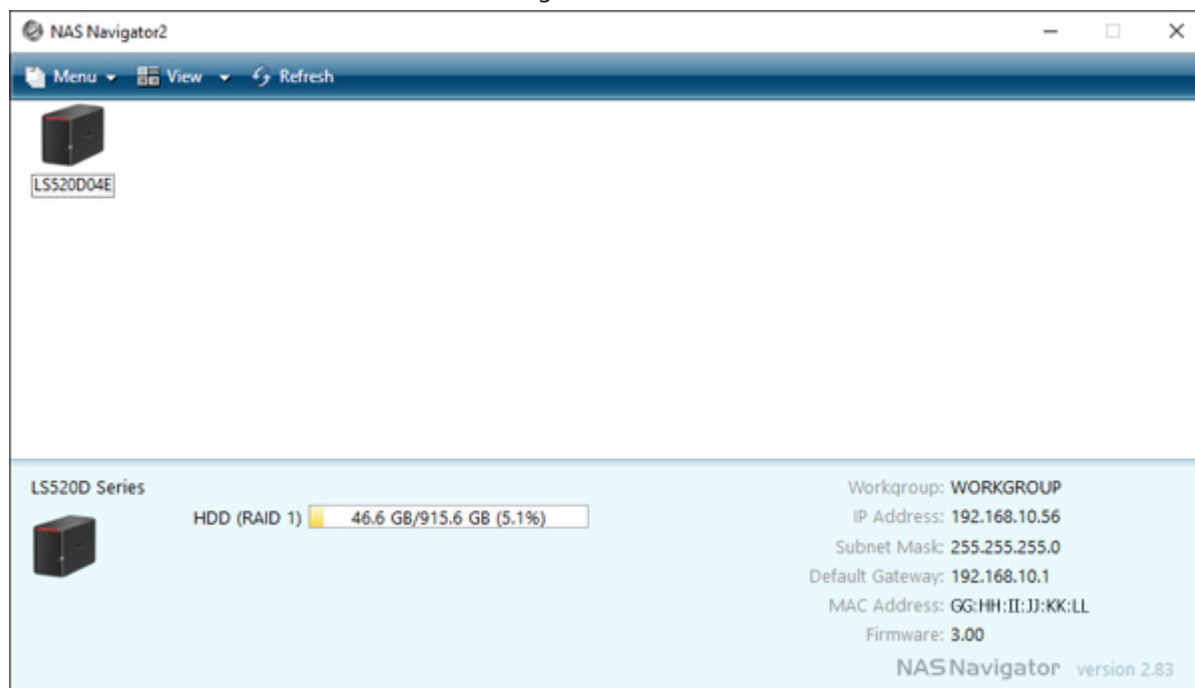 NAS Navigator2
Menu View Refresh
LS520D04E
LS520D Series
HDD (RAID 1) 46.6 GB/915.6 GB (5.1%)
Workgroup: WORKGROUP
IP Address: 192.168.10.56
Subnet Mask: 255.255.255.0
Default Gateway: 192.168.10.1
MAC Address: GG:HH:II:JJ:KK:LL
Firmware: 3.00
NAS Navigator version 2.83